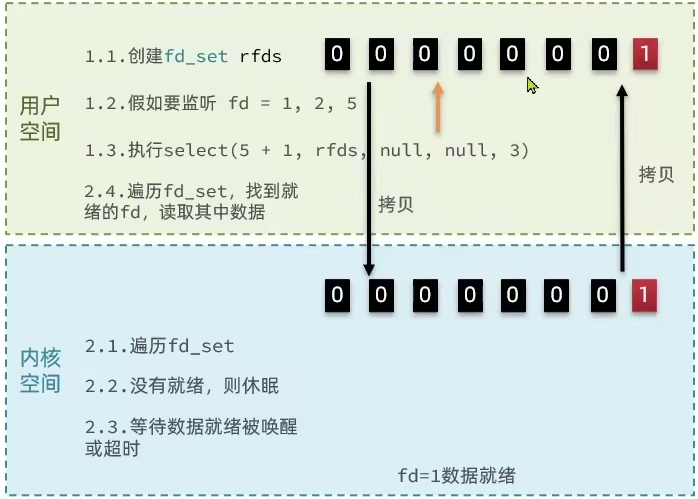 1.1.创建fd_set rfds
0 0 0 0 0 0 0 1
用户
空间
1.2.假如要监听 fd = 1, 2, 5
1.3.执行select(5 + 1, rfds, null, null, 3)
2.4.遍历fd_set, 找到就
绪的fd, 读取其中数据
拷贝
拷贝
0 0 0 0 0 0 0 1
内核
空间
2.1.遍历fd_set
2.2.没有就绪, 则休眠
2.3.等待数据就绪被唤醒
或超时
fd=1数据就绪